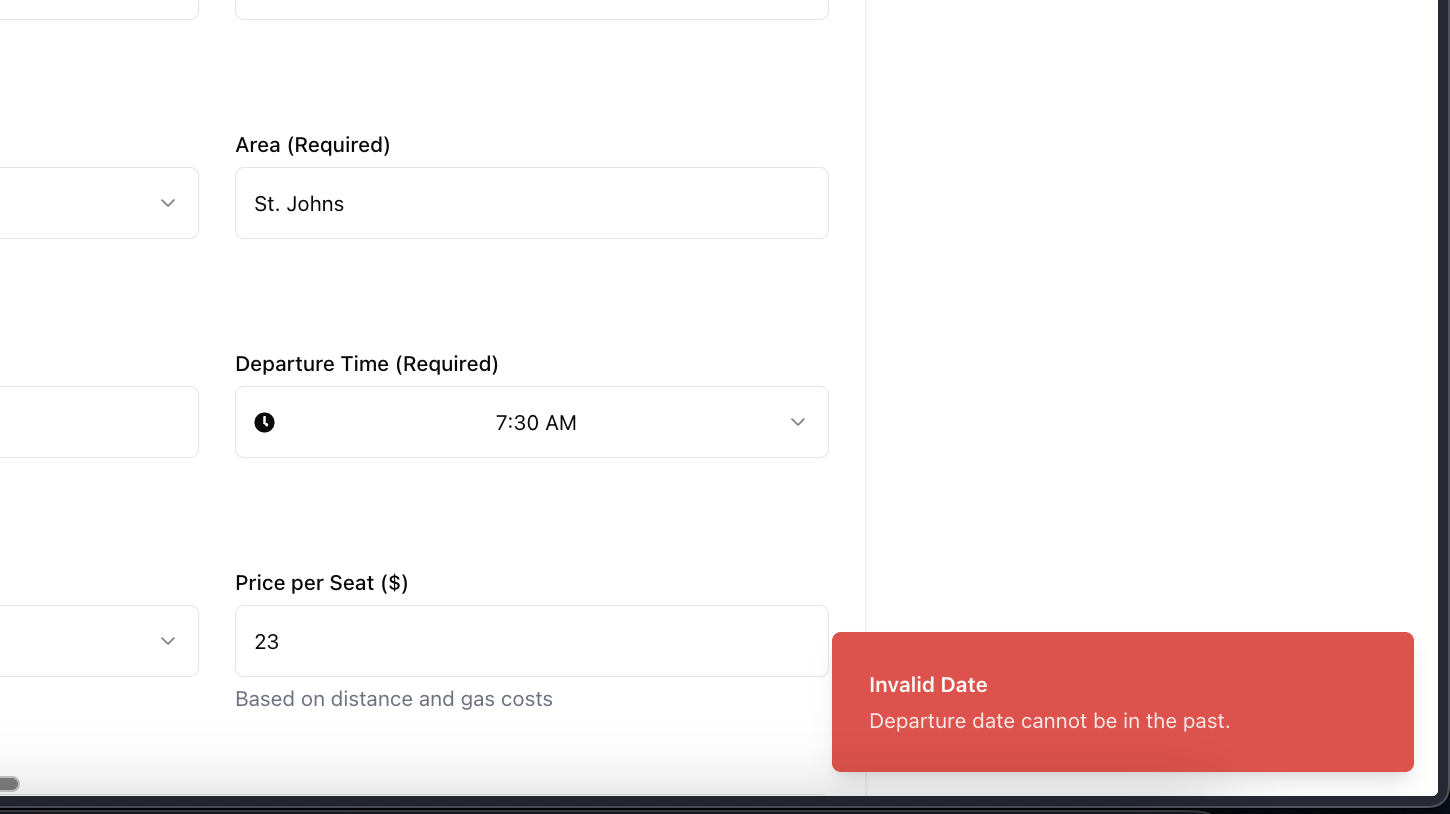 Area (Required)
St. Johns
Departure Time (Required)
7:30 AM
Price per Seat ($)
23
Based on distance and gas costs
Invalid Date
Departure date cannot be in the past.